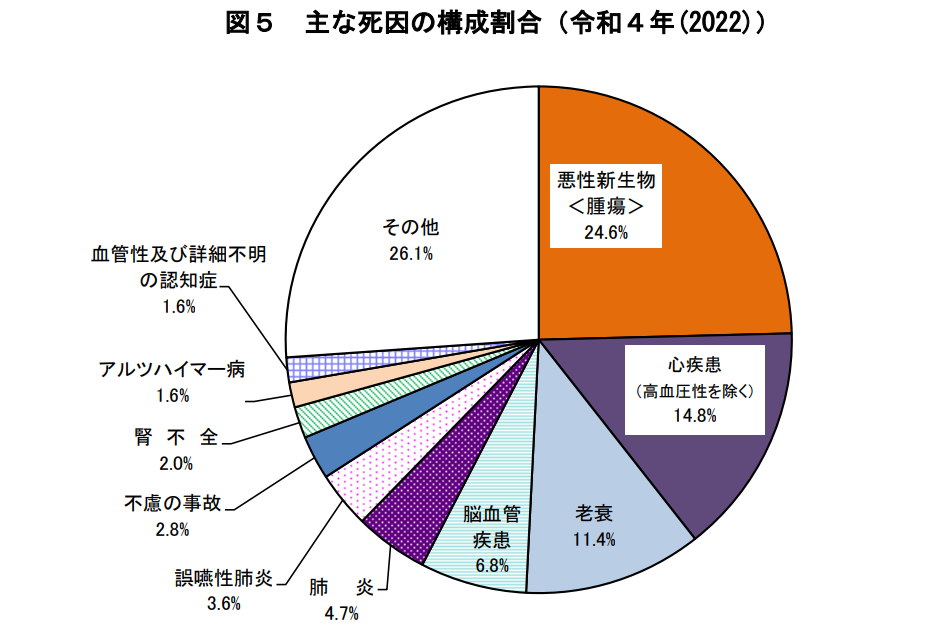 図５　主な死因の構成割合（令和４年(2022)）
悪性新生物
＜腫瘍＞
24.6%
心疾患
（高血圧性を除く）
14.8%
老衰
11.4%
脳血管
疾患
6.8%
肺　炎
4.7%
誤嚥性肺炎
3.6%
不慮の事故
2.8%
腎 不 全
2.0%
アルツハイマー病
1.6%
血管性及び詳細不明
の認知症
1.6%
その他
26.1%